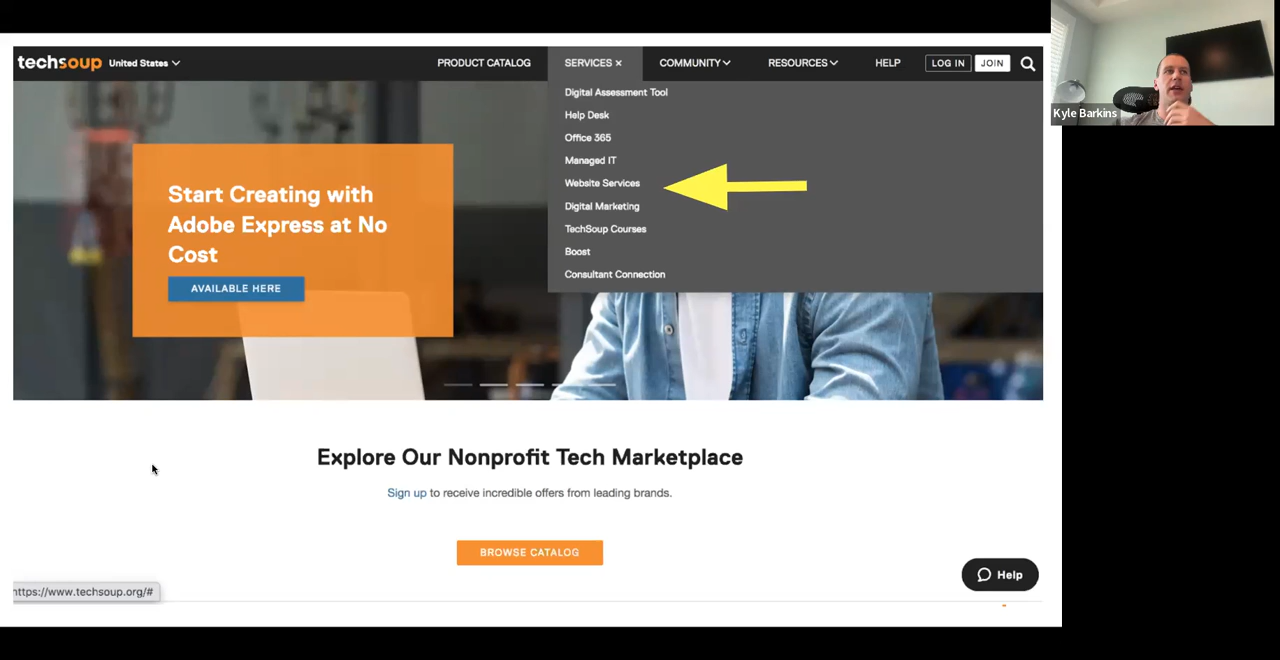 techsoup United States PRODUCT CATALOG SERVICES × COMMUNITY RESOURCES HELP LOG IN JOIN
Digital Assessment Tool
Help Desk
Office 365
Managed IT
Website Services
Digital Marketing
TechSoup Courses
Boost
Consultant Connection
Start Creating with
Adobe Express at No
Cost
AVAILABLE HERE
Explore Our Nonprofit Tech Marketplace
Sign up to receive incredible offers from leading brands.
BROWSE CATALOG
Help
https://www.techsoup.org/#
Kyle Barkins